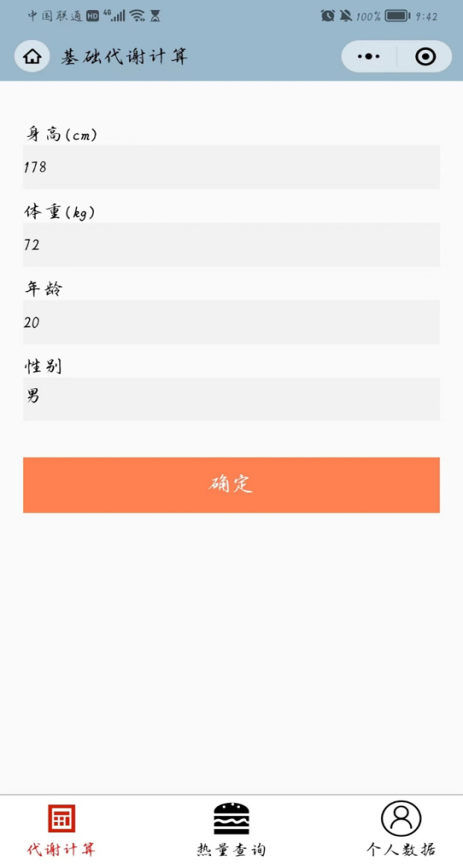 中国联通 HD 4G 100% 9:42
基础代谢计算
身高(cm)
178
体重(kg)
72
年龄
20
性别
男
确定
代谢计算 热量查询 个人数据